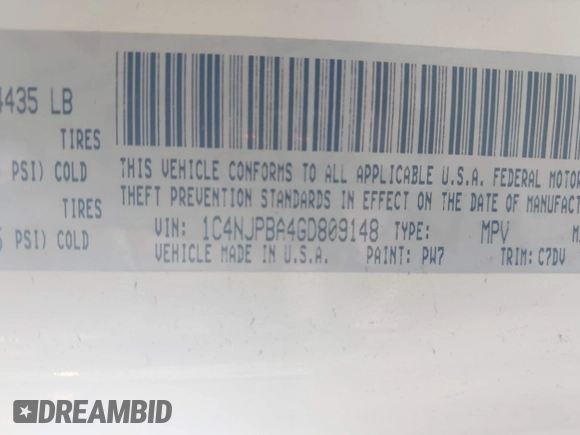 4435 LB
TIRES
PSI) COLD
TIRES
PSI) COLD
THIS VEHICLE CONFORMS TO ALL APPLICABLE U.S.A. FEDERAL MOTOR
THEFT PREVENTION STANDARDS IN EFFECT ON THE DATE OF MANUFACT
VIN: 1C4NJPBA4GD809148 TYPE: MPV
VEHICLE MADE IN U.S.A. PAINT: PW7 TRIM: C7DV
DREAMBID